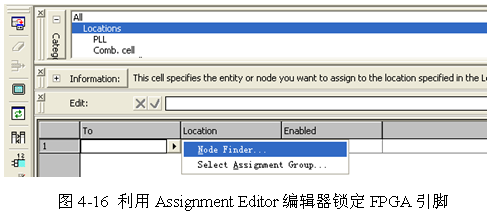 All
Locations
PLL
Comb. cell
Categ
Information: This cell specifies the entity or node you want to assign to the location specified in the Lo
Edit:
To Location Enabled
1
Node Finder...
Select Assignment Group...
图 4-16 利用 Assignment Editor 编辑器锁定 FPGA 引脚